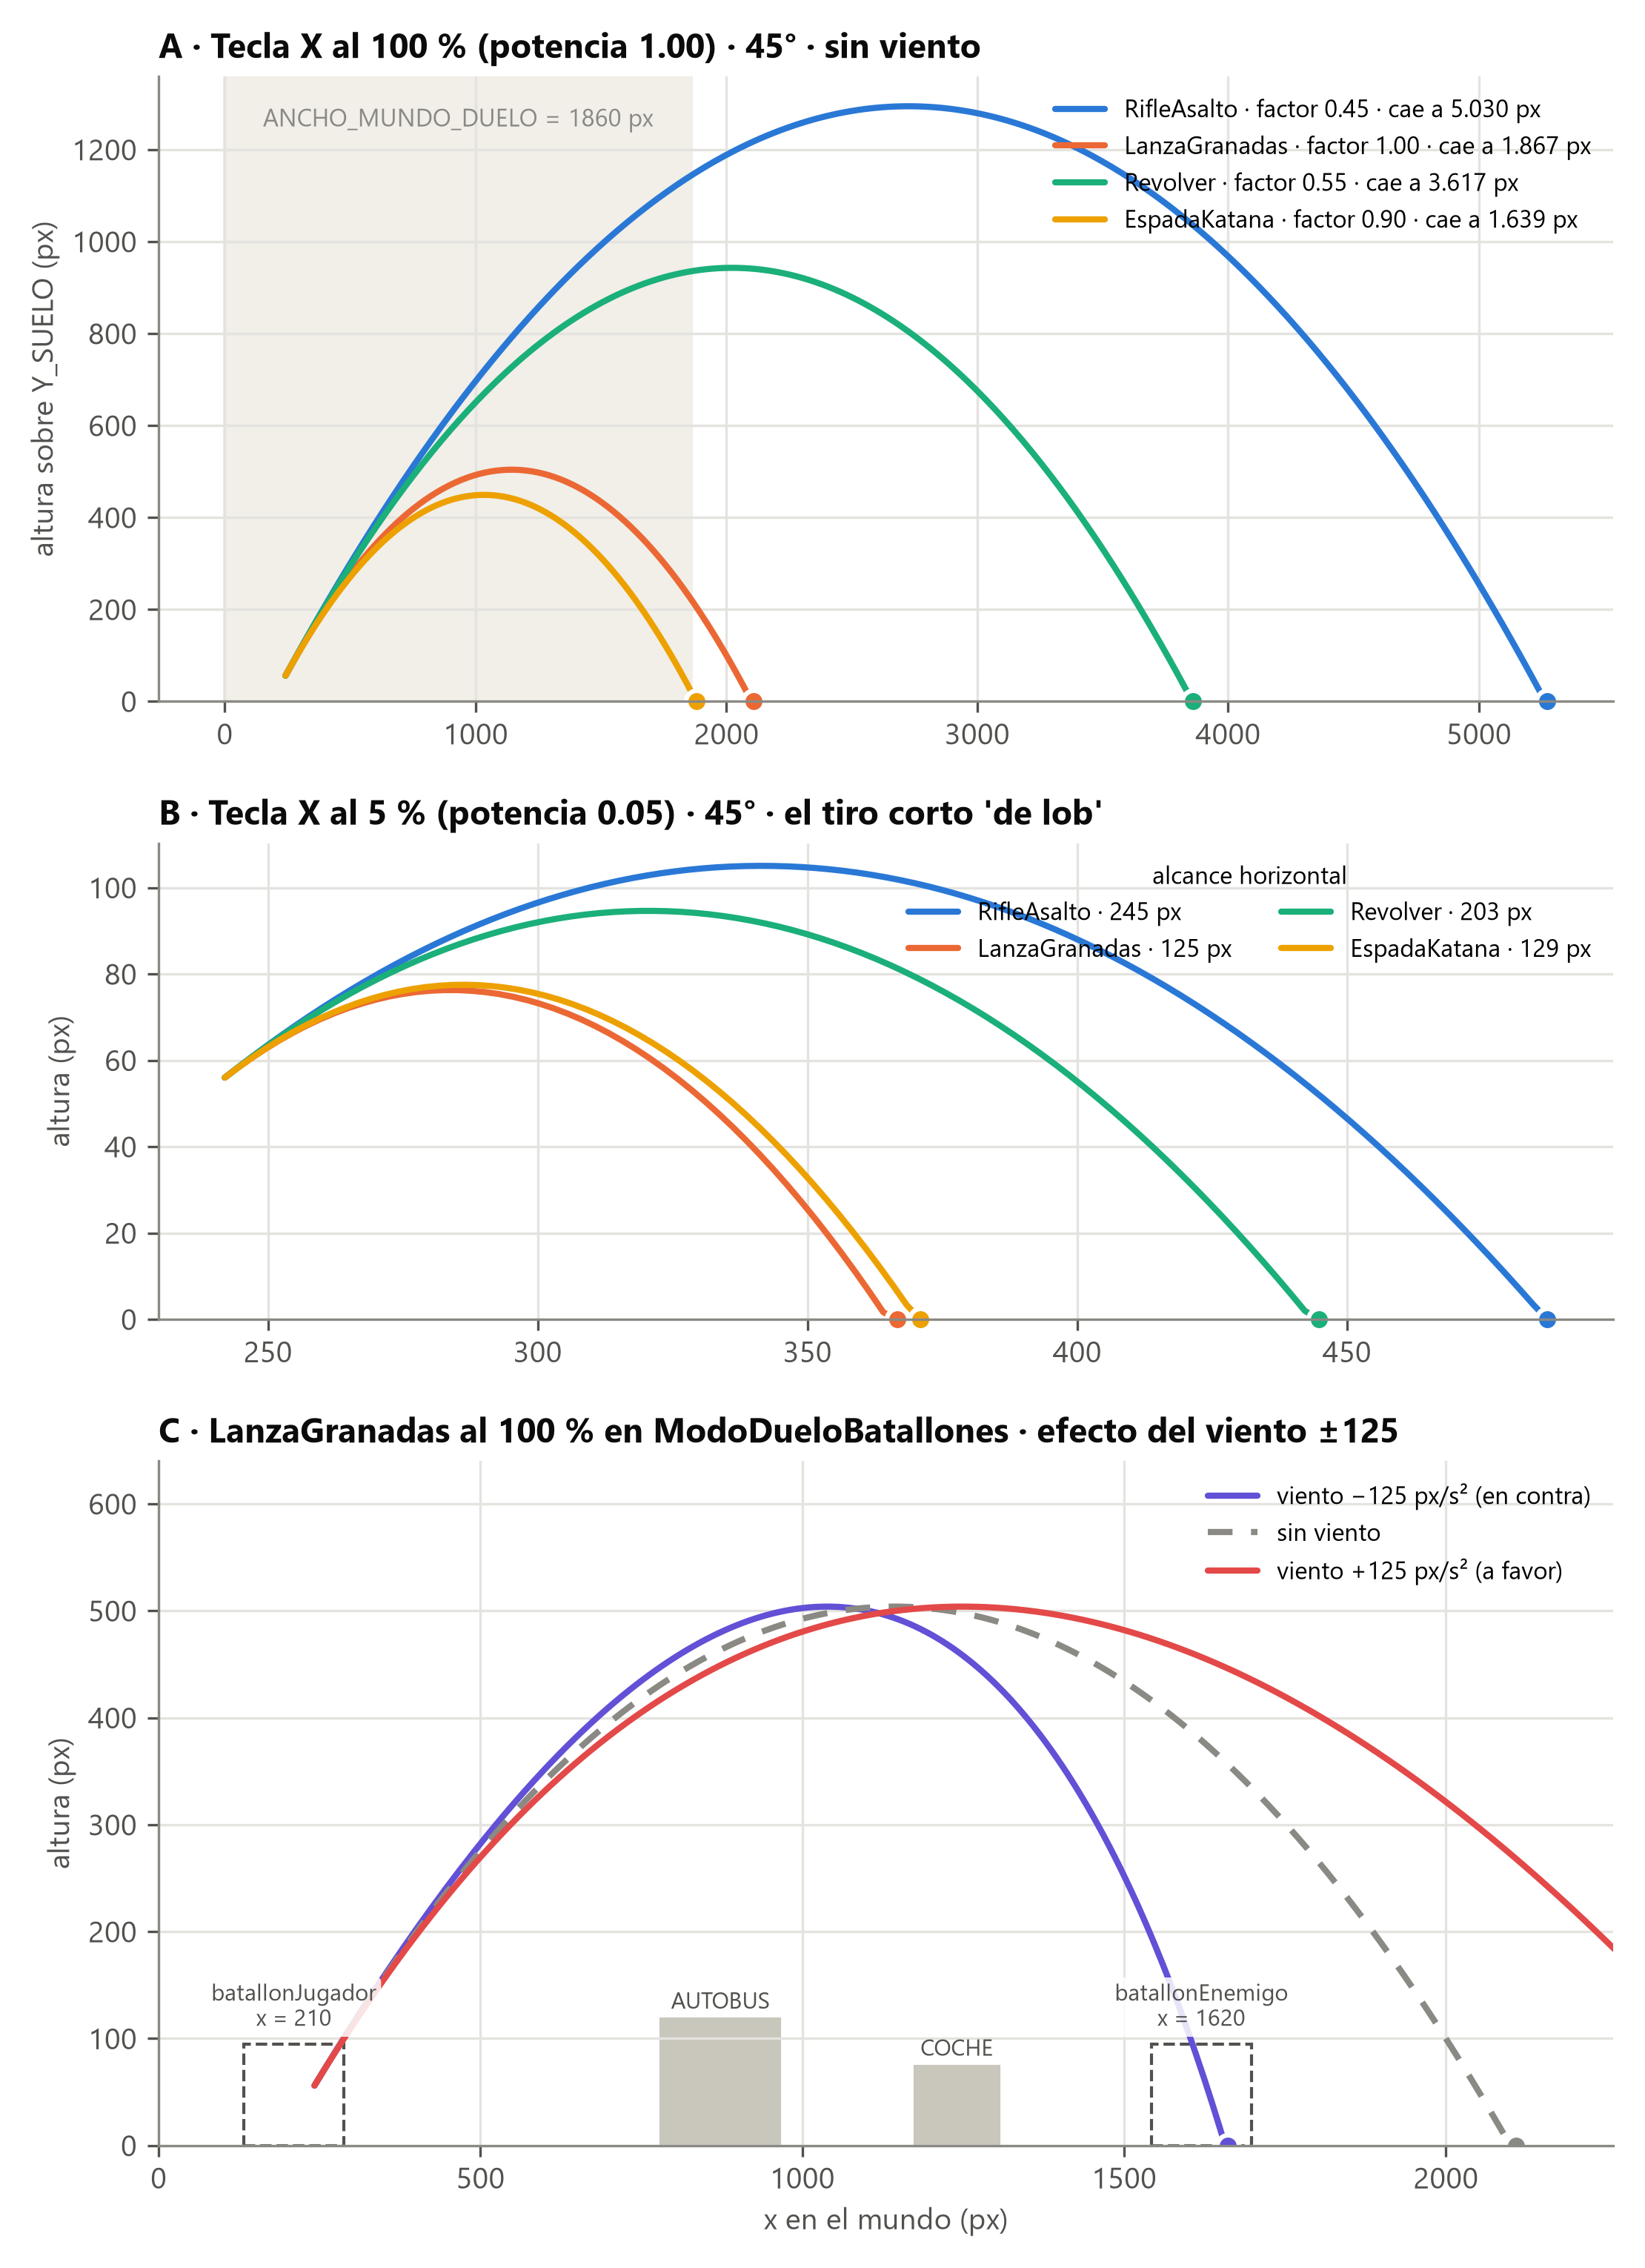 A · Tecla X al 100 % (potencia 1.00) · 45° · sin viento
ANCHO_MUNDO_DUELO = 1860 px
RifleAsalto · factor 0.45 · cae a 5.030 px
LanzaGranadas · factor 1.00 · cae a 1.867 px
Revolver · factor 0.55 · cae a 3.617 px
EspadaKatana · factor 0.90 · cae a 1.639 px
altura sobre Y_SUELO (px)
1200
1000
800
600
400
200
0
0 1000 2000 3000 4000 5000
B · Tecla X al 5 % (potencia 0.05) · 45° · el tiro corto 'de lob'
alcance horizontal
RifleAsalto · 245 px Revolver · 203 px
LanzaGranadas · 125 px EspadaKatana · 129 px
altura (px)
100
80
60
40
20
0
250 300 350 400 450
C · LanzaGranadas al 100 % en ModoDueloBatallones · efecto del viento ±125
viento −125 px/s² (en contra)
sin viento
viento +125 px/s² (a favor)
altura (px)
600
500
400
300
200
100
0
batallonJugador
x = 210
AUTOBUS
COCHE
batallonEnemigo
x = 1620
0 500 1000 1500 2000
x en el mundo (px)